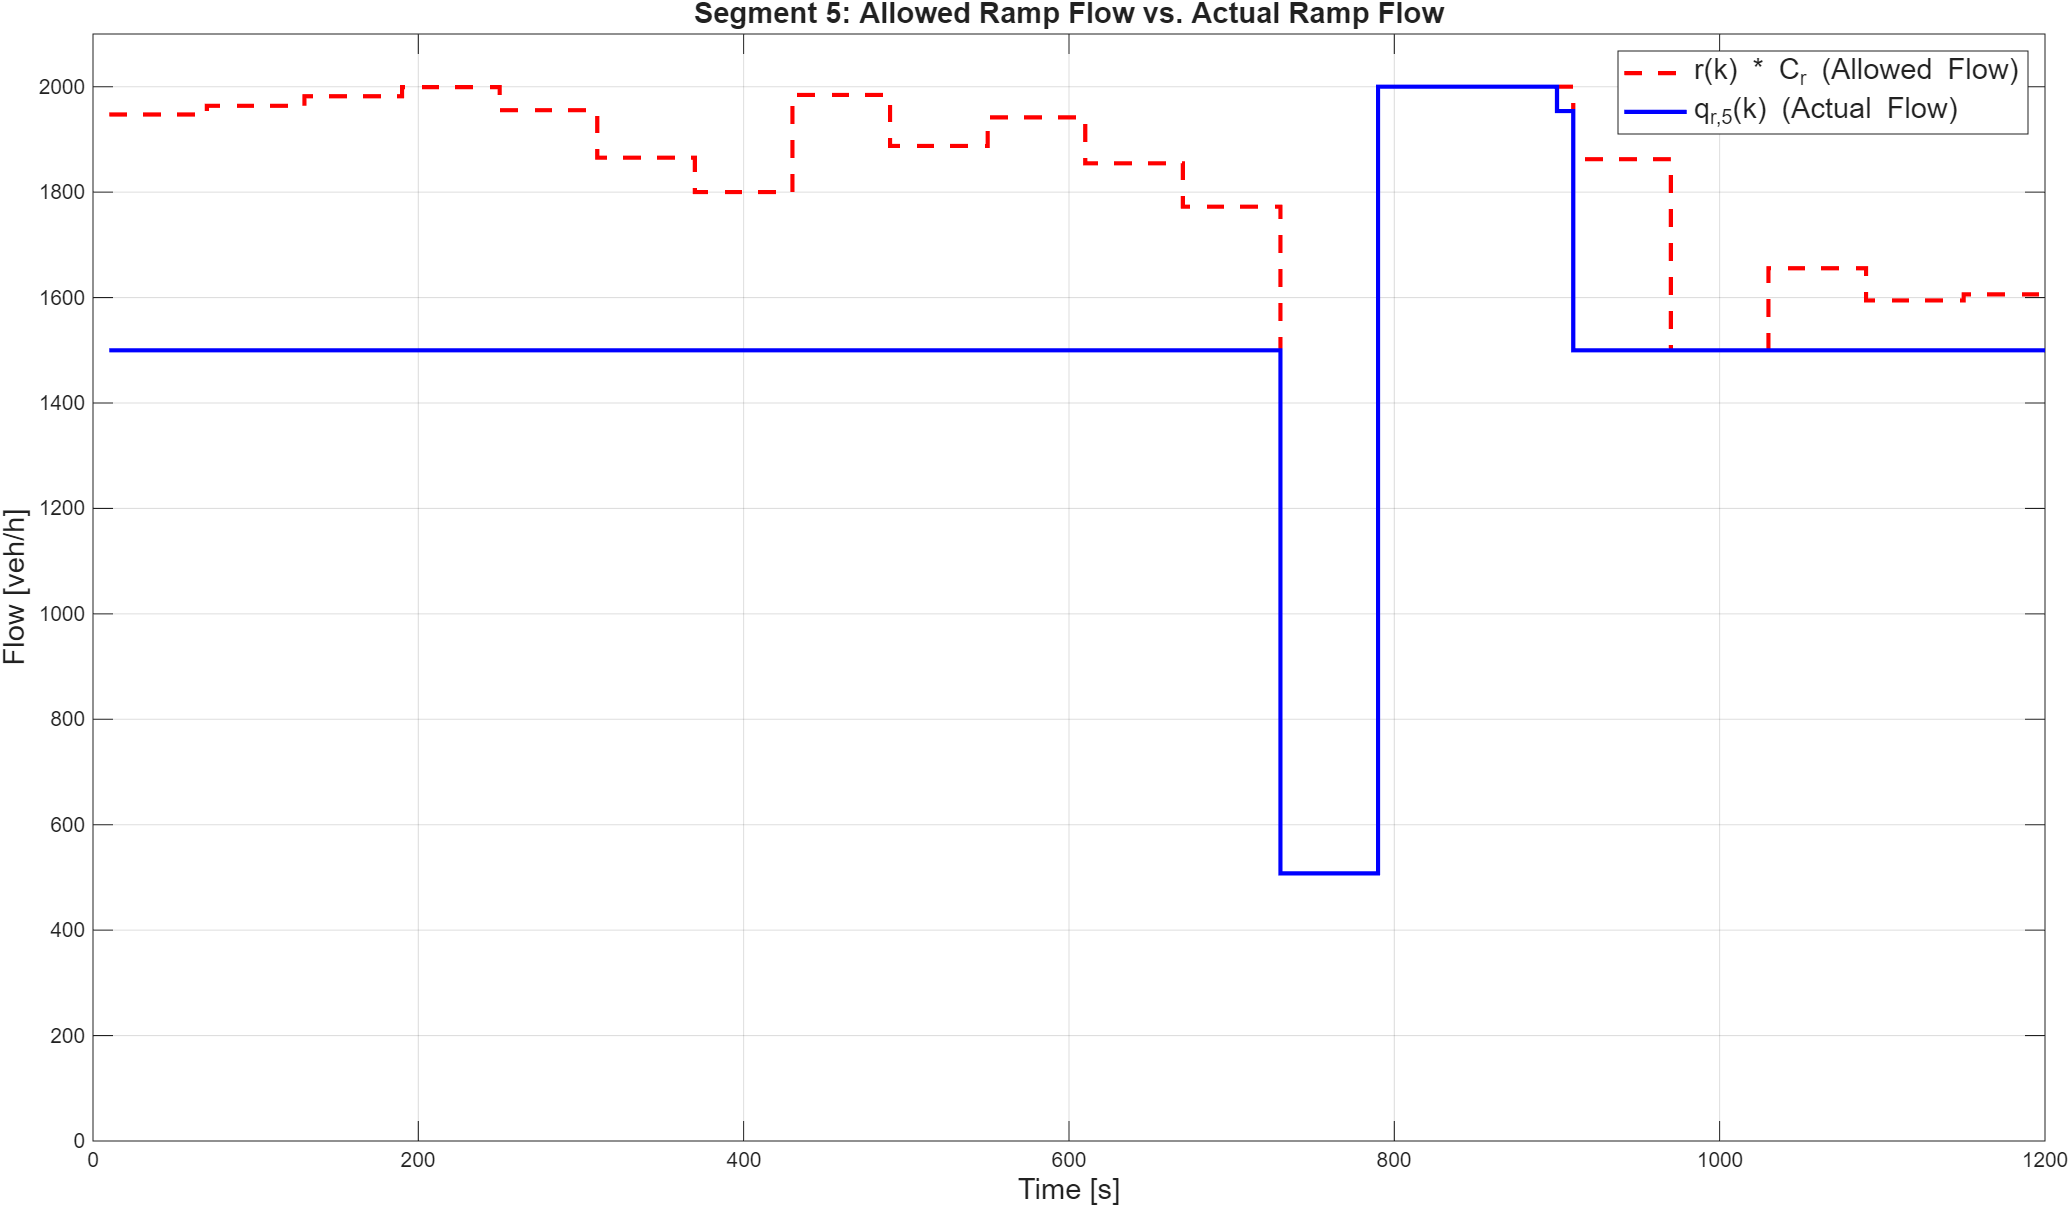 Segment 5: Allowed Ramp Flow vs. Actual Ramp Flow
r(k) * Cr (Allowed Flow)
qr,5(k) (Actual Flow)
Flow [veh/h]
2000
1800
1600
1400
1200
1000
800
600
400
200
0
0 200 400 600 800 1000 1200
Time [s]